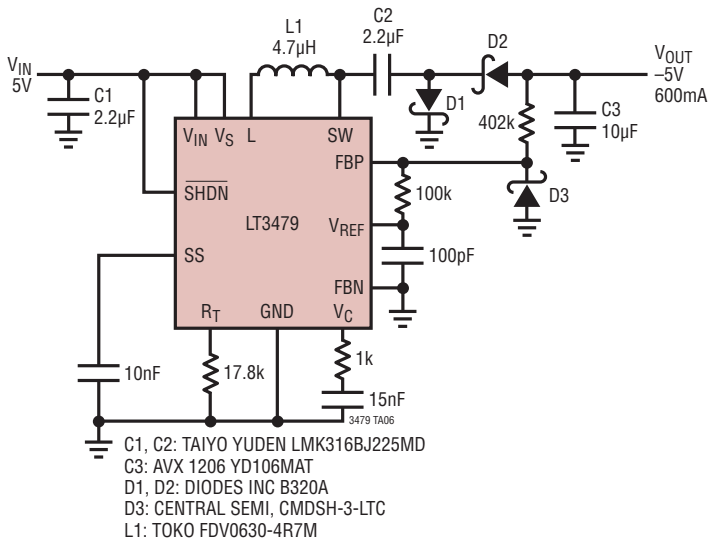 L1
4.7µH
C2
2.2µF
D2
VIN
5V
C1
2.2µF
D1
VOUT
–5V
600mA
402k
C3
10µF
VIN VS L SW
FBP
D3
SHDN
100k
LT3479
VREF
SS
100pF
FBN
RT GND VC
10nF
17.8k
1k
15nF
3479 TA06
C1, C2: TAIYO YUDEN LMK316BJ225MD
C3: AVX 1206 YD106MAT
D1, D2: DIODES INC B320A
D3: CENTRAL SEMI, CMDSH-3-LTC
L1: TOKO FDV0630-4R7M